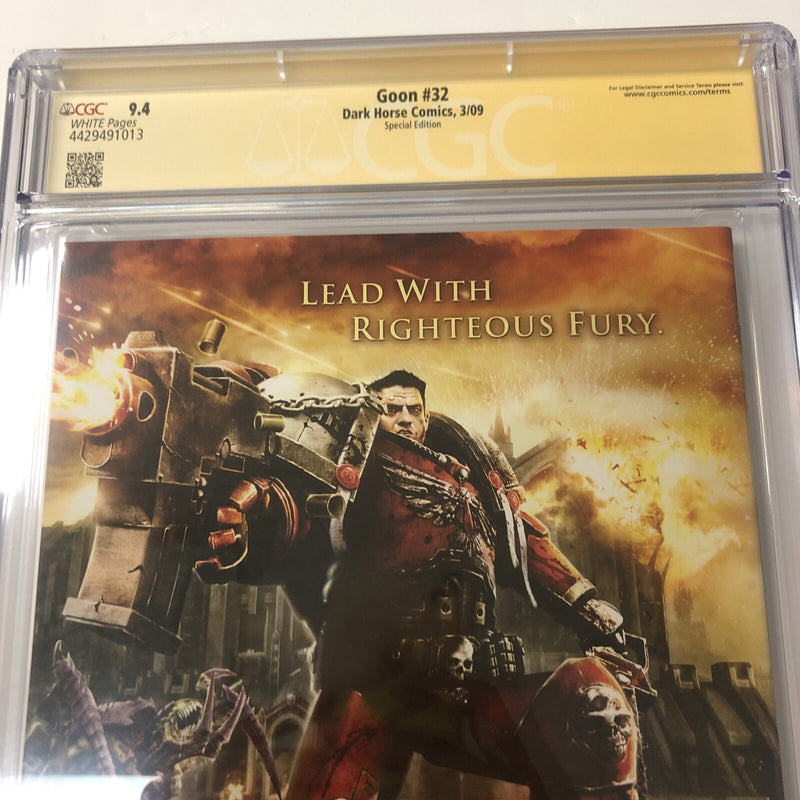 CGC 9.4
WHITE Pages
4429491013
Goon #32
Dark Horse Comics, 3/09
Special Edition
For Legal Disclaimer and Service Terms please visit:
www.cgccomics.com/terms
CGC®
LEAD WITH
RIGHTEOUS FURY.